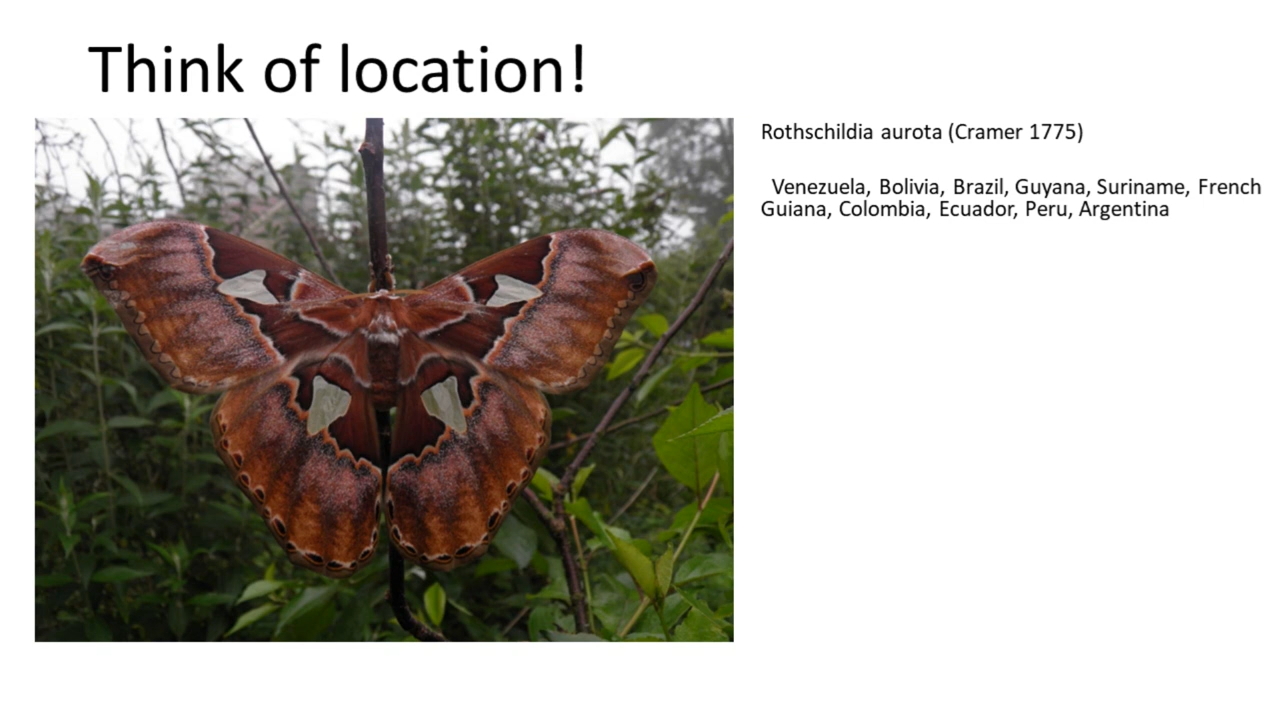 Think of location!
Rothschildia aurota (Cramer 1775)
Venezuela, Bolivia, Brazil, Guyana, Suriname, French
Guiana, Colombia, Ecuador, Peru, Argentina